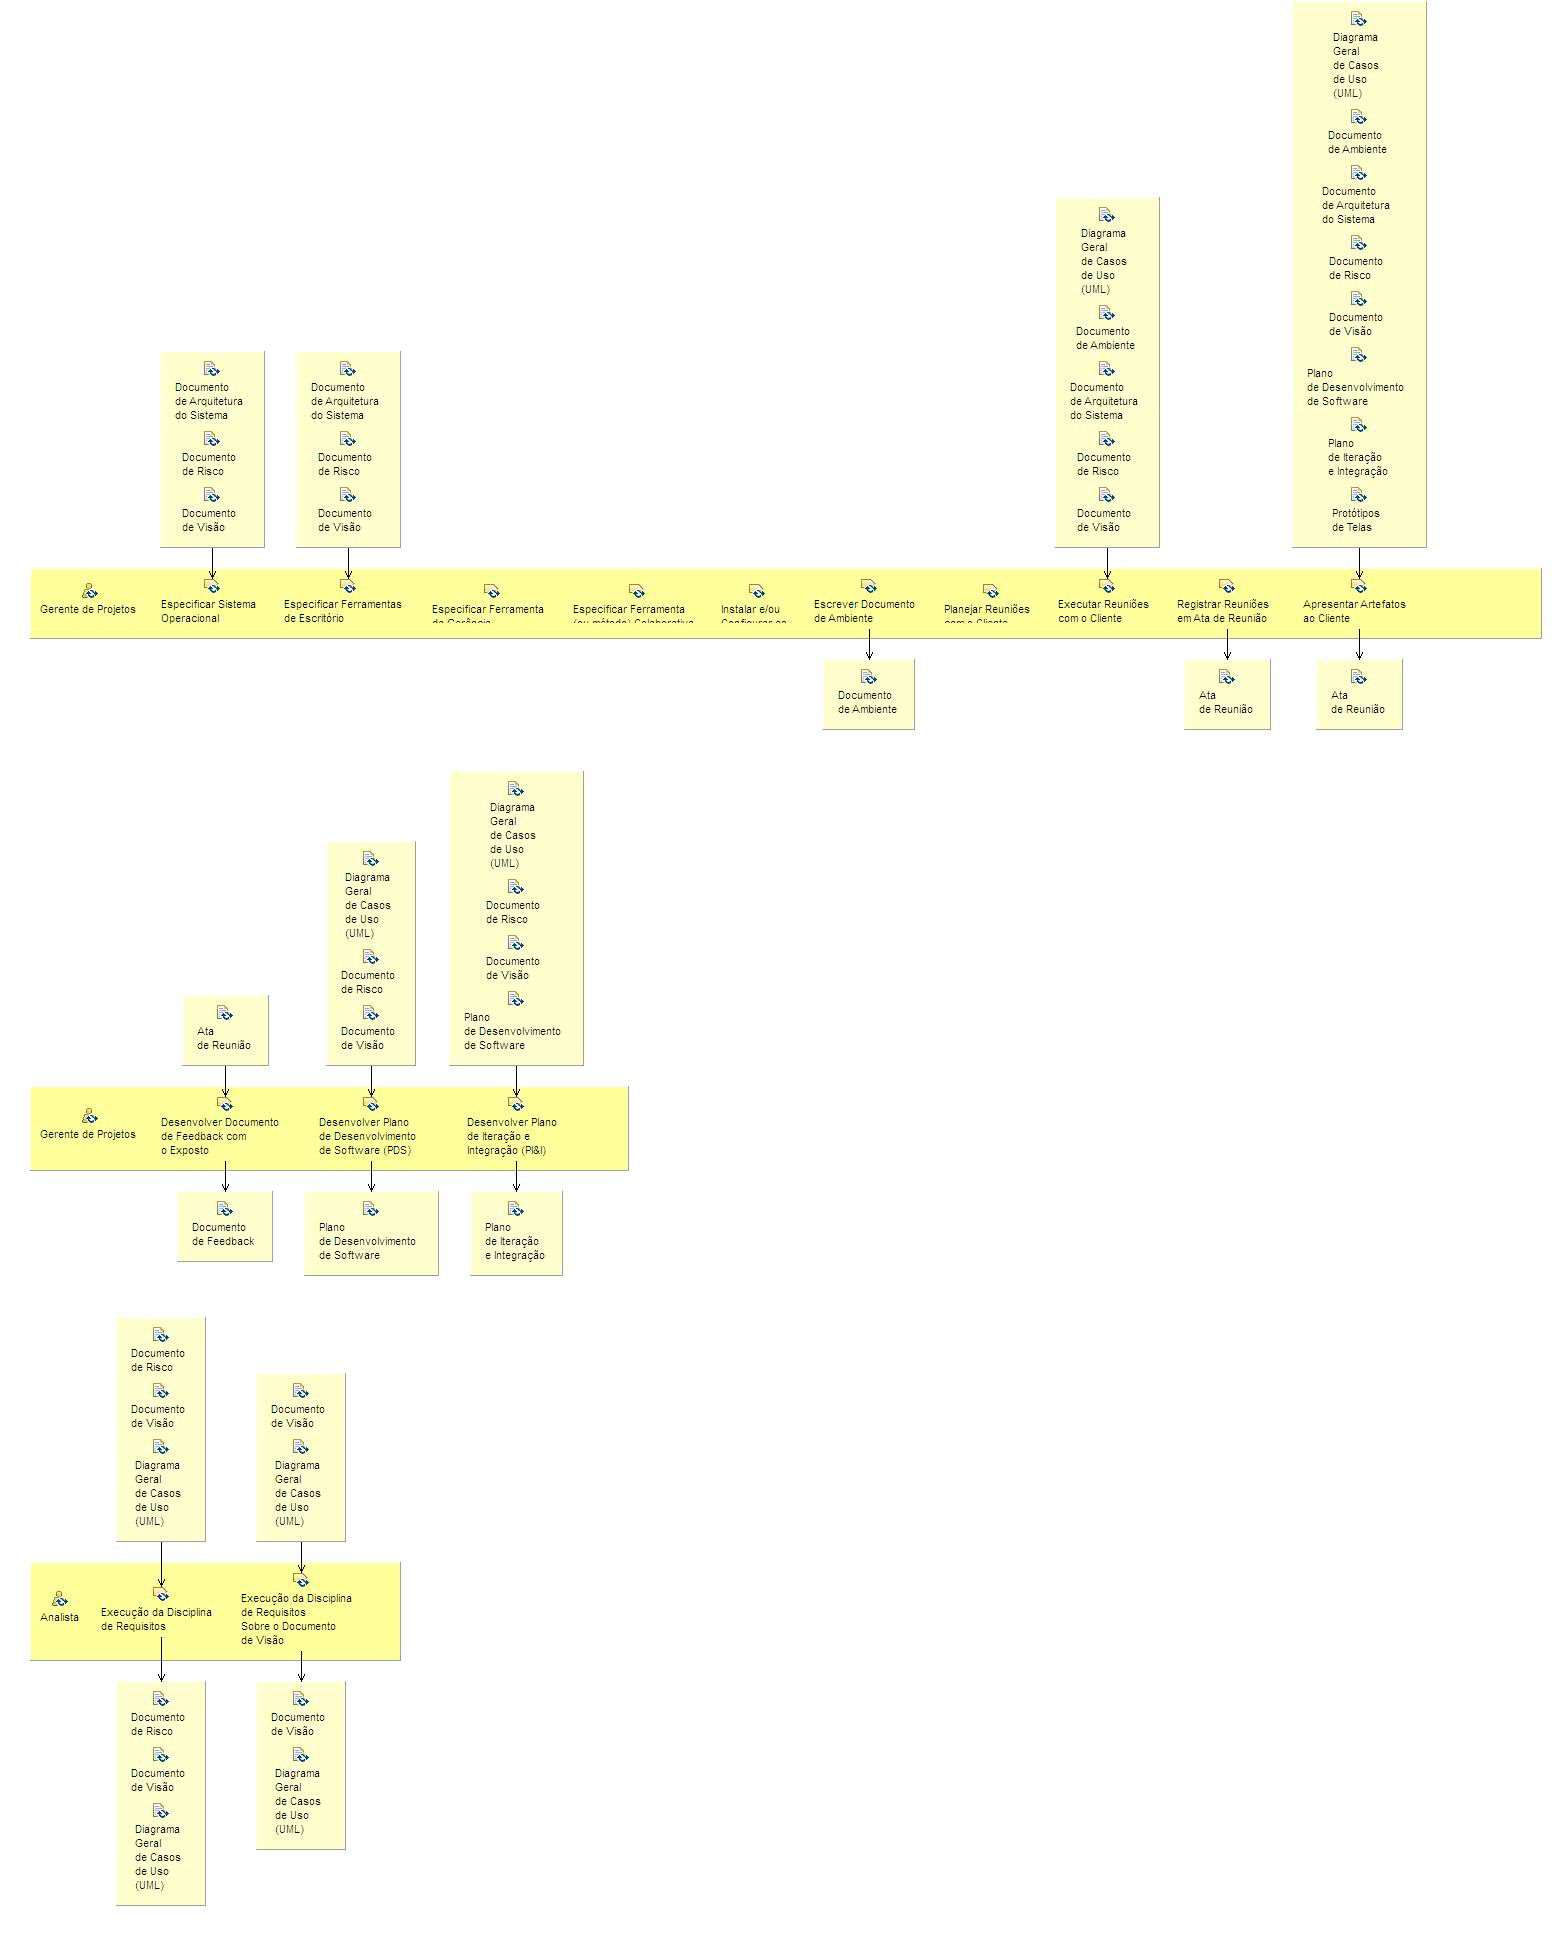 Diagrama
Geral
de Casos
de Uso
(UML)
Documento
de Ambiente
Documento
de Arquitetura
do Sistema
Documento
de Risco
Documento
de Visão
Plano
de Desenvolvimento
de Software
Plano
de Iteração
e Integração
Protótipos
de Telas
Diagrama
Geral
de Casos
de Uso
(UML)
Documento
de Ambiente
Documento
de Arquitetura
do Sistema
Documento
de Risco
Documento
de Visão
Documento
de Arquitetura
do Sistema
Documento
de Risco
Documento
de Visão
Documento
de Arquitetura
do Sistema
Documento
de Risco
Documento
de Visão
Gerente de Projetos
Especificar Sistema
Operacional
Especificar Ferramentas
de Escritório
Especificar Ferramenta
de Gerência
Especificar Ferramenta
(ou método) Colaborativa
Instalar e/ou
Configurar as
Escrever Documento
de Ambiente
Planejar Reuniões
com o Cliente
Executar Reuniões
com o Cliente
Registrar Reuniões
em Ata de Reunião
Apresentar Artefatos
ao Cliente
Documento
de Ambiente
Ata
de Reunião
Ata
de Reunião
Ata
de Reunião
Diagrama
Geral
de Casos
de Uso
(UML)
Documento
de Risco
Documento
de Visão
Diagrama
Geral
de Casos
de Uso
(UML)
Documento
de Risco
Documento
de Visão
Plano
de Desenvolvimento
de Software
Gerente de Projetos
Desenvolver Documento
de Feedback com
o Exposto
Desenvolver Plano
de Desenvolvimento
de Software (PDS)
Desenvolver Plano
de Iteração e
Integração (PI&I)
Documento
de Feedback
Plano
de Desenvolvimento
de Software
Plano
de Iteração
e Integração
Documento
de Risco
Documento
de Visão
Diagrama
Geral
de Casos
de Uso
(UML)
Documento
de Visão
Diagrama
Geral
de Casos
de Uso
(UML)
Analista
Execução da Disciplina
de Requisitos
Execução da Disciplina
de Requisitos
Sobre o Documento
de Visão
Documento
de Risco
Documento
de Visão
Diagrama
Geral
de Casos
de Uso
(UML)
Documento
de Visão
Diagrama
Geral
de Casos
de Uso
(UML)